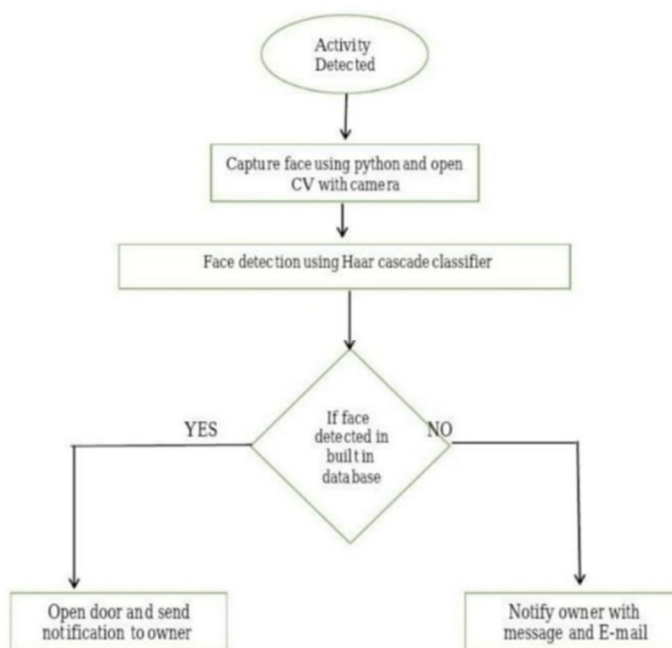 Activity
Detected
Capture face using python and open
CV with camera
Face detection using Haar cascade classifier
If face
detected in
built in
database
YES
NO
Open door and send
notification to owner
Notify owner with
message and E-mail